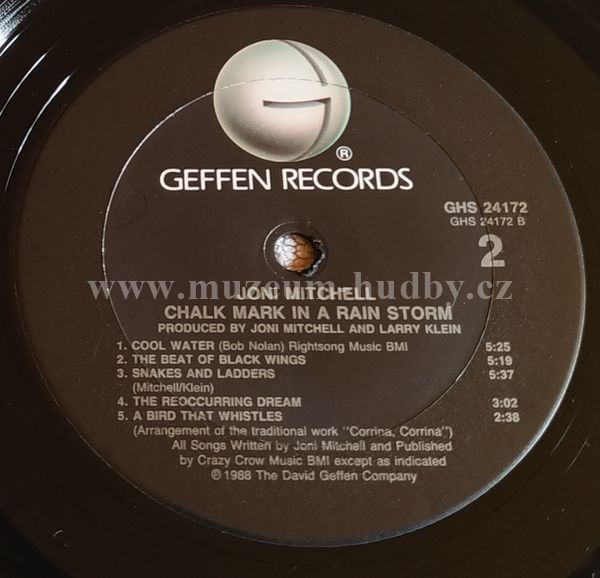 G
®
GEFFEN RECORDS
GHS 24172
GHS 24172 B
2
www.muzeum-hudby.cz
JONI MITCHELL
CHALK MARK IN A RAIN STORM
PRODUCED BY JONI MITCHELL AND LARRY KLEIN
1. COOL WATER (Bob Nolan) Rightsong Music BMI 5:25
2. THE BEAT OF BLACK WINGS 5:19
3. SNAKES AND LADDERS 5:37
(Mitchell/Klein)
4. THE REOCCURRING DREAM 3:02
5. A BIRD THAT WHISTLES 2:38
(Arrangement of the traditional work "Corrina, Corrina")
All Songs Written by Joni Mitchell and Published
by Crazy Crow Music BMI except as indicated
℗ 1988 The David Geffen Company